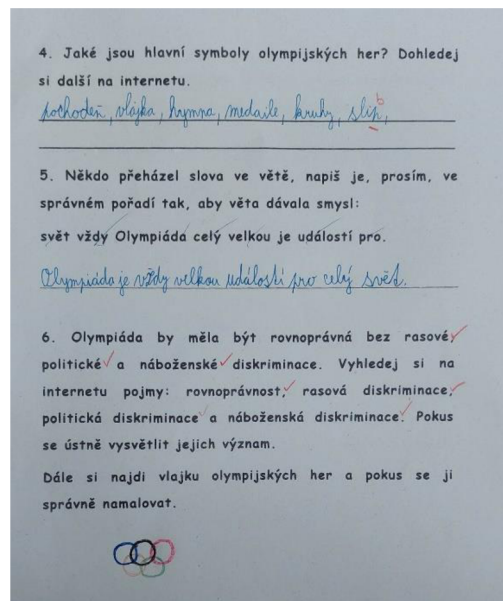 4. Jaké jsou hlavní symboly olympijských her? Dohledej
si další na internetu.
pochodeň, vlajka, hymna, medaile, kruhy, slip,
b
5. Někdo přeházel slova ve větě, napiš je, prosím, ve
správném pořadí tak, aby věta dávala smysl:
svět vždy Olympiáda celý velkou je událostí pro.
Olympiáda je vždy velkou událostí pro celý svět.
6. Olympiáda by měla být rovnoprávná bez rasové,
politické a náboženské diskriminace. Vyhledej si na
internetu pojmy: rovnoprávnost, rasová diskriminace,
politická diskriminace a náboženská diskriminace. Pokus
se ústně vysvětlit jejich význam.
Dále si najdi vlajku olympijských her a pokus se ji
správně namalovat.